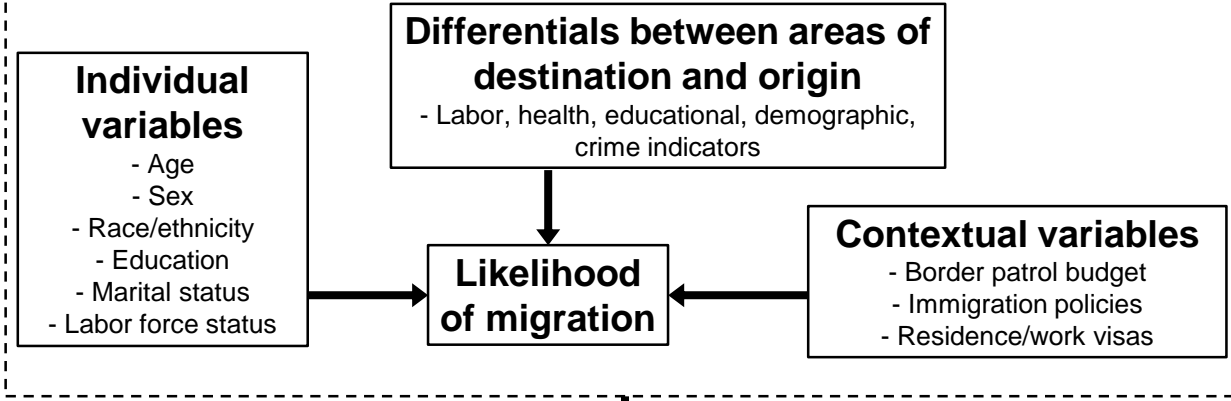 Individual
variables
- Age
- Sex
- Race/ethnicity
- Education
- Marital status
- Labor force status
Differentials between areas of
destination and origin
- Labor, health, educational, demographic,
crime indicators
Likelihood
of migration
Contextual variables
- Border patrol budget
- Immigration policies
- Residence/work visas